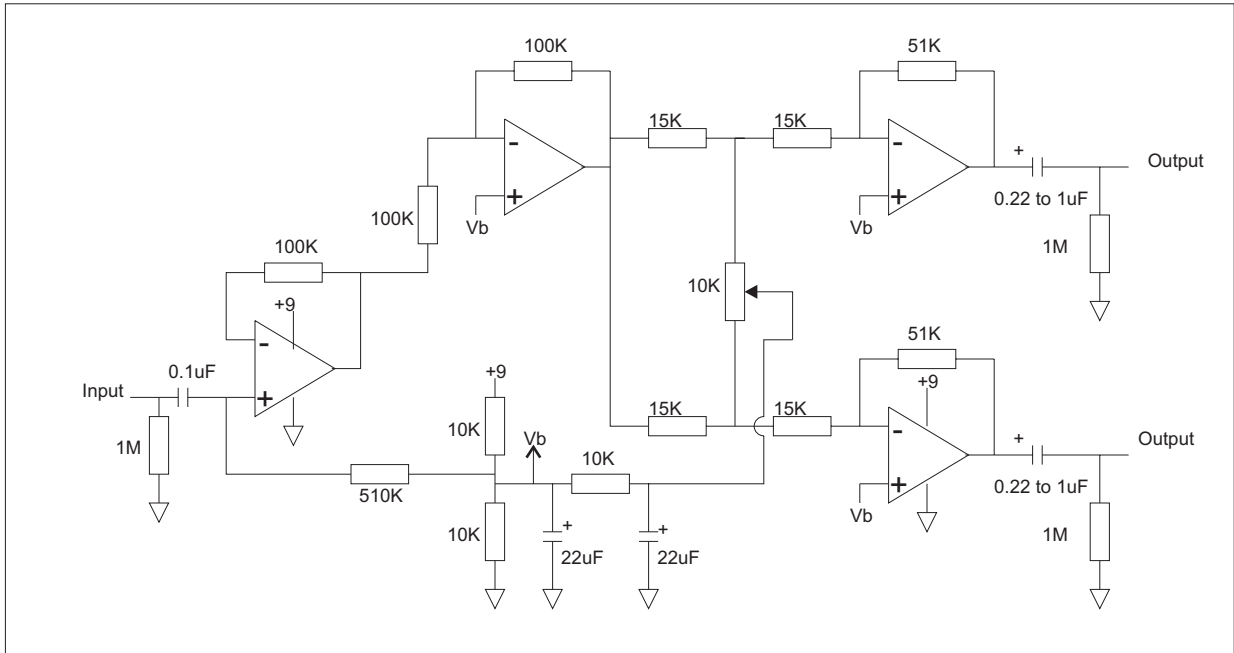 100K
51K
15K
15K
Output
0.22 to 1uF
Vb
Vb
100K
1M
100K
10K
+9
51K
0.1uF
+9
+9
Input
15K
15K
Output
10K
Vb
1M
10K
510K
0.22 to 1uF
Vb
10K
1M
22uF
22uF
-
+
-
+
-
+
-
+
+
+
+
+